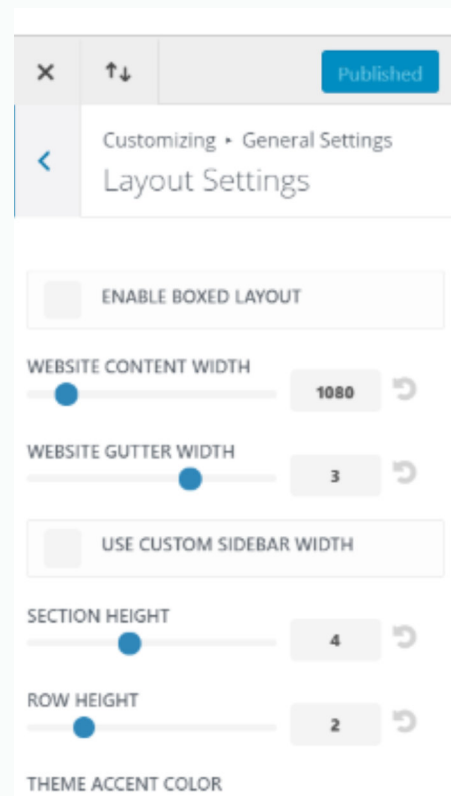 Published
Customizing ▸ General Settings
Layout Settings
ENABLE BOXED LAYOUT
WEBSITE CONTENT WIDTH
1080
WEBSITE GUTTER WIDTH
3
USE CUSTOM SIDEBAR WIDTH
SECTION HEIGHT
4
ROW HEIGHT
2
THEME ACCENT COLOR